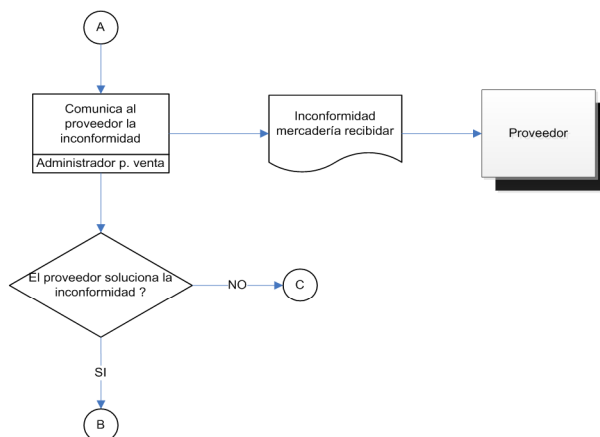 A
Comunica al
proveedor la
inconformidad
Administrador p. venta
Inconformidad
mercadería recibidar
Proveedor
El proveedor soluciona la
inconformidad ?
NO
C
SI
B